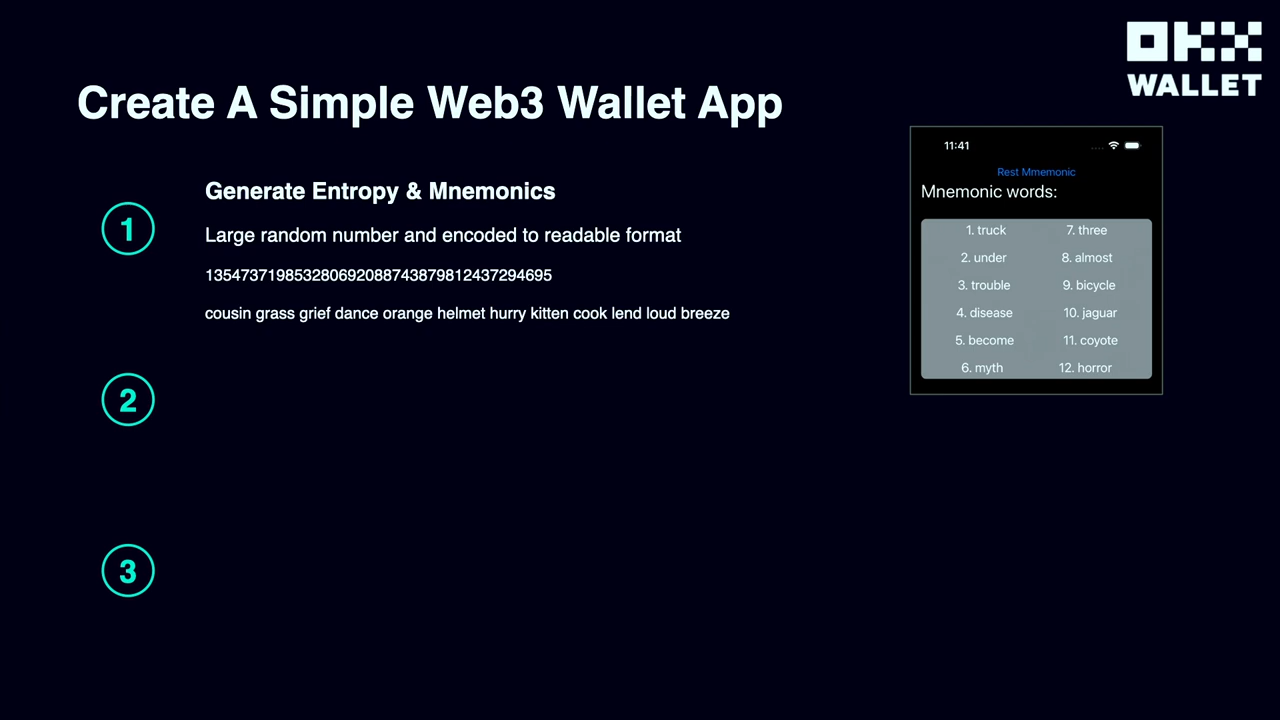 OKX
WALLET
Create A Simple Web3 Wallet App
1
Generate Entropy & Mnemonics
Large random number and encoded to readable format
135473719853280692088743879812437294695
cousin grass grief dance orange helmet hurry kitten cook lend loud breeze
2
3
11:41
Rest Mmemonic
Mnemonic words:
1. truck 7. three
2. under 8. almost
3. trouble 9. bicycle
4. disease 10. jaguar
5. become 11. coyote
6. myth 12. horror